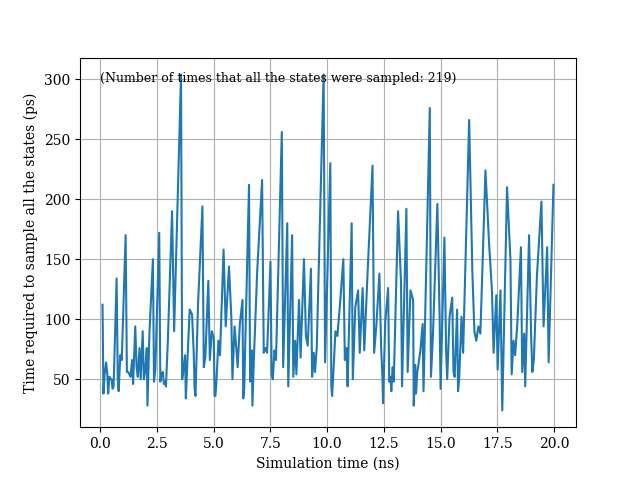 (Number of times that all the states were sampled: 219)
300
250
200
150
100
50
Time required to sample all the states (ps)
0.0 2.5 5.0 7.5 10.0 12.5 15.0 17.5 20.0
Simulation time (ns)